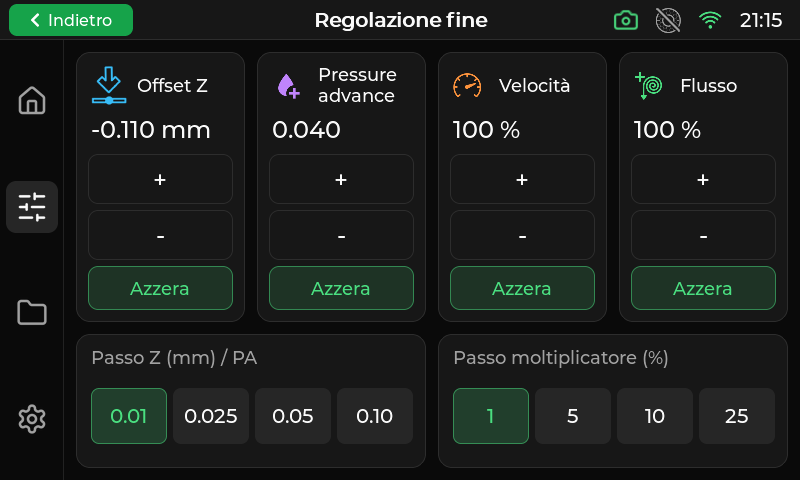 Indietro
Regolazione fine
21:15
Offset Z
-0.110 mm
+
-
Azzera
Pressure
advance
0.040
+
-
Azzera
Velocità
100 %
+
-
Azzera
Flusso
100 %
+
-
Azzera
Passo Z (mm) / PA
0.01 0.025 0.05 0.10
Passo moltiplicatore (%)
1 5 10 25